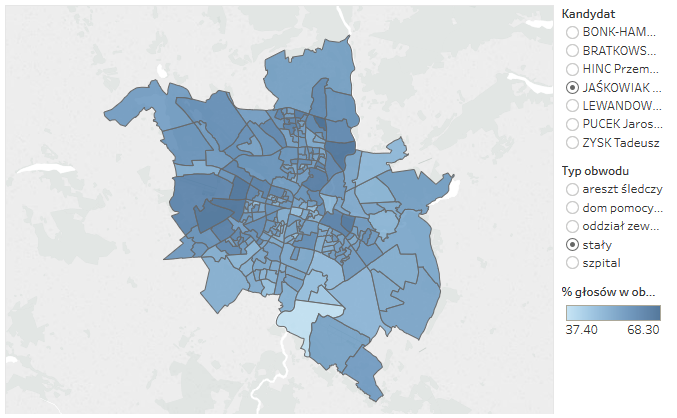 Kandydat
BONK-HAM...
BRATKOWS...
HINC Przem...
JAŚKOWIAK ...
LEWANDOW...
PUCEK Jaros...
ZYSK Tadeusz
Typ obwodu
areszt śledczy
dom pomocy...
oddział zew...
stały
szpital
% głosów w ob...
37.40 68.30